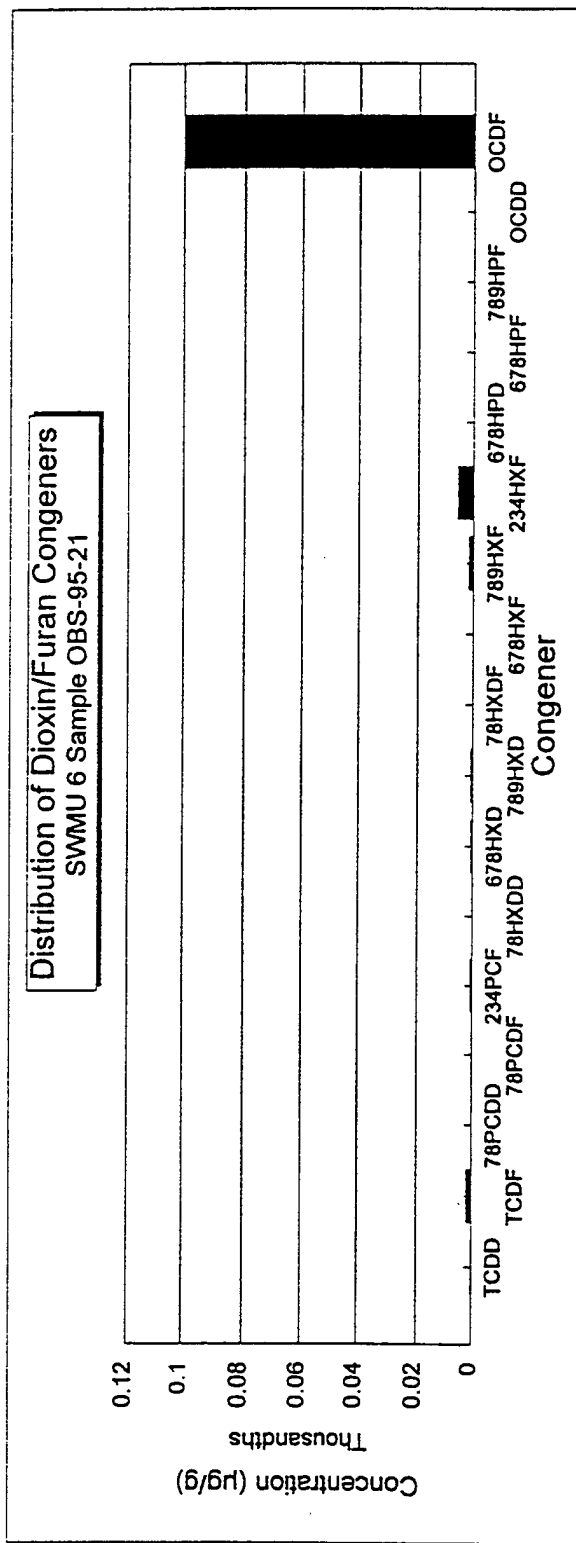 Distribution of Dioxin/Furan Congeners
SWMU 6 Sample OBS-95-21
Concentration (µg/g)
Thousandths
0.12
0.1
0.08
0.06
0.04
0.02
0
TCDD
TCDF
78PCDD
78PCDF
234PCF
78HXDD
678HXD
789HXD
78HXDF
678HXF
789HXF
234HXF
678HPD
678HPF
789HPF
OCDD
OCDF
Congener